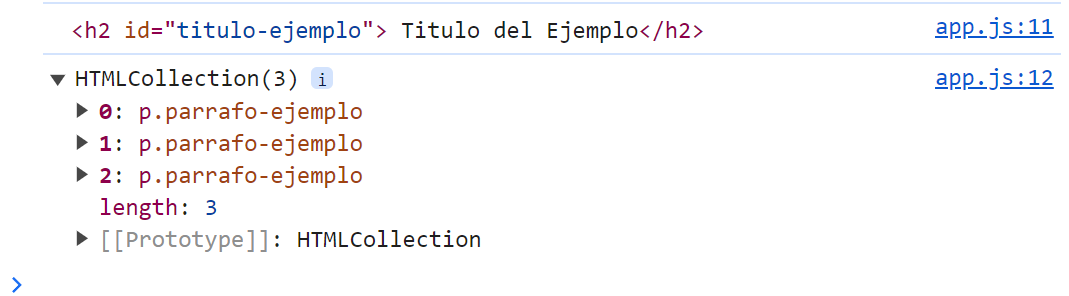 <h2 id="titulo-ejemplo"> Titulo del Ejemplo</h2> app.js:11
▼ HTMLCollection(3) i app.js:12
▶ 0: p.parrafo-ejemplo
▶ 1: p.parrafo-ejemplo
▶ 2: p.parrafo-ejemplo
length: 3
▶ [[Prototype]]: HTMLCollection
>